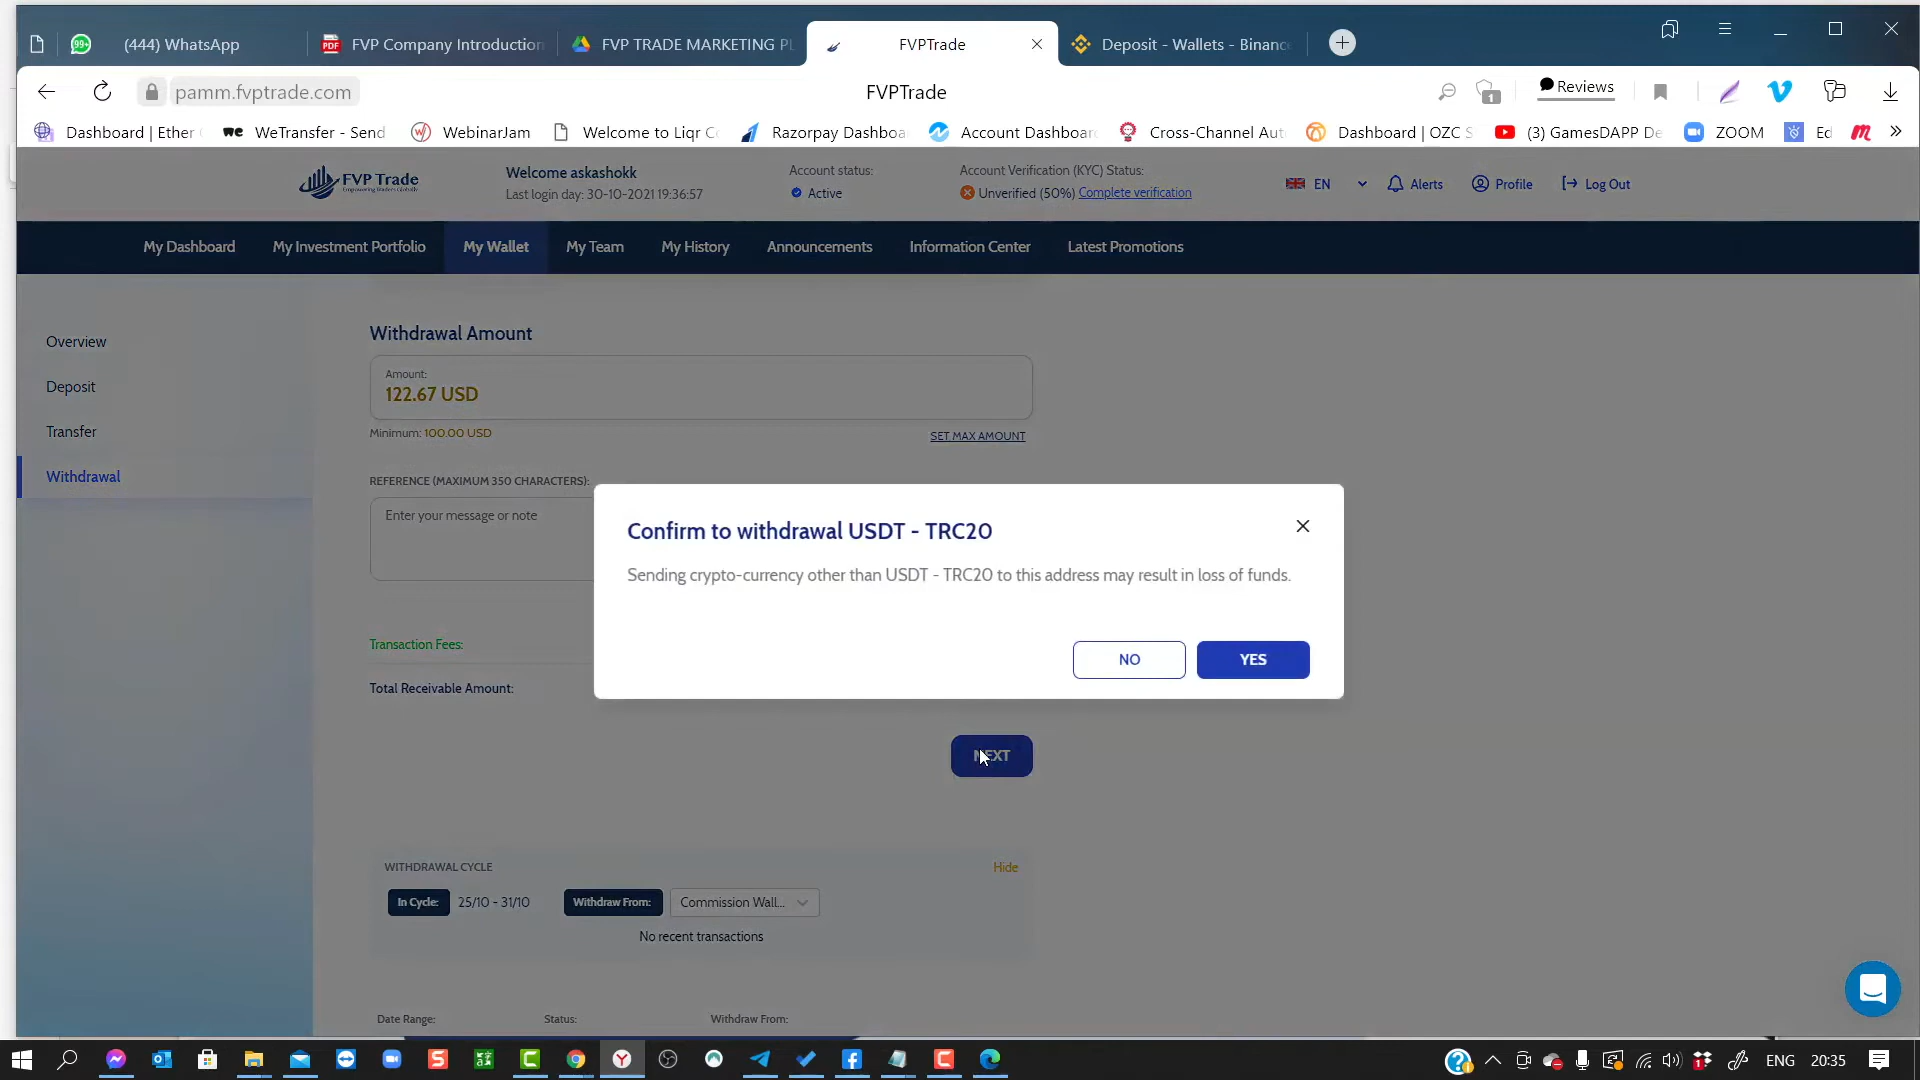 (444) WhatsApp
FVP Company Introduction
FVP TRADE MARKETING PL
FVPTrade
Deposit - Wallets - Binanc
pamm.fvptrade.com
FVPTrade
1
Reviews
Dashboard | Ether
we WeTransfer - Send
WebinarJam
Welcome to Liqr Co
Razorpay Dashboa
Account Dashboar
Cross-Channel Aut
Dashboard | OZC S
(3) GamesDAPP De
ZOOM
Ed
FVP Trade
Empowering Traders Globally
Welcome askashokk
Last login day: 30-10-2021 19:36:57
Account status:
Active
Account Verification (KYC) Status:
Unverified (50%) Complete verification
EN
Alerts
Profile
Log Out
My Dashboard
My Investment Portfolio
My Wallet
My Team
My History
Announcements
Information Center
Latest Promotions
Overview
Deposit
Transfer
Withdrawal
Withdrawal Amount
Amount:
122.67 USD
Minimum: 100.00 USD
SET MAX AMOUNT
REFERENCE (MAXIMUM 350 CHARACTERS):
Enter your message or note
Confirm to withdrawal USDT - TRC20
Sending crypto-currency other than USDT - TRC20 to this address may result in loss of funds.
NO
YES
Transaction Fees:
Total Receivable Amount:
NEXT
WITHDRAWAL CYCLE
Hide
In Cycle: 25/10 - 31/10
Withdraw From: Commission Wall...
No recent transactions
Date Range:
Status:
Withdraw From:
ENG
20:35